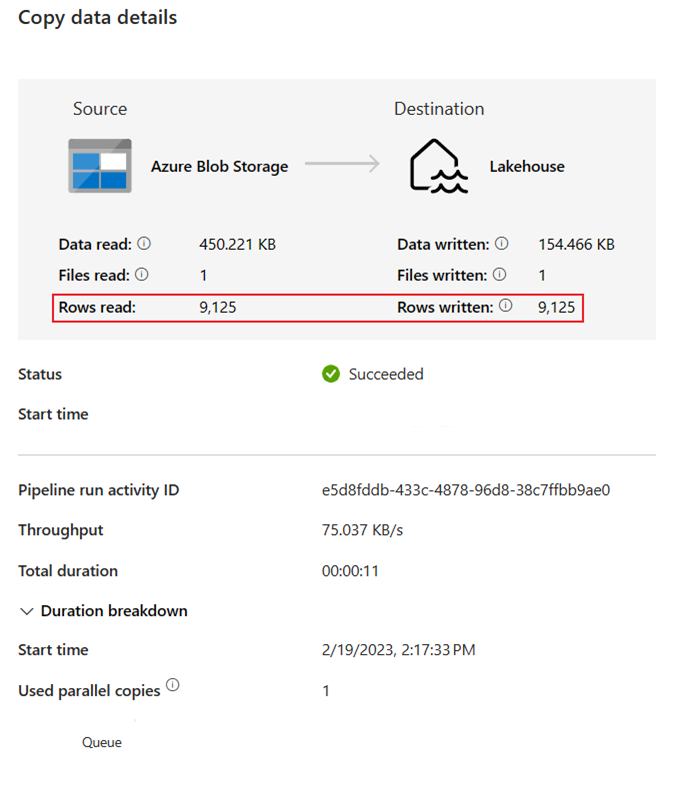 Copy data details
Source Destination
Azure Blob Storage Lakehouse
Data read: 450.221 KB Data written: 154.466 KB
Files read: 1 Files written: 1
Rows read: 9,125 Rows written: 9,125
Status Succeeded
Start time
Pipeline run activity ID e5d8fddb-433c-4878-96d8-38c7ffbb9ae0
Throughput 75.037 KB/s
Total duration 00:00:11
Duration breakdown
Start time 2/19/2023, 2:17:33 PM
Used parallel copies 1
Queue